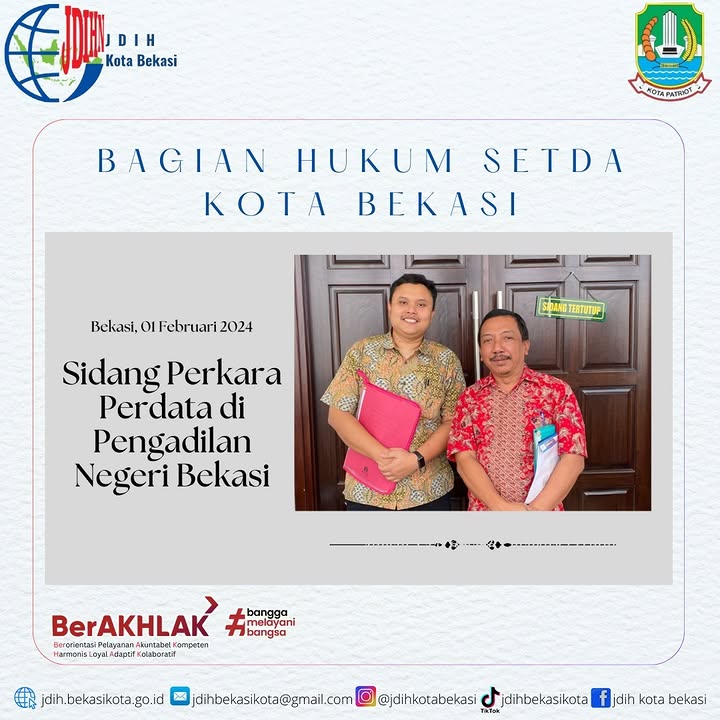 JDIHN
JDIH
Kota Bekasi
KOTA PATRIOT
BAGIAN HUKUM SETDA
KOTA BEKASI
Bekasi, 01 Februari 2024
Sidang Perkara
Perdata di
Pengadilan
Negeri Bekasi
SIDANG TERTUTUP
BerAKHLAK
Berorientasi Pelayanan Akuntabel Kompeten
Harmonis Loyal Adaptif Kolaboratif
#bangga
melayani
bangsa
jdih.bekasikota.go.id
jdihbekasikota@gmail.com
@jdihkotabekasi
TikTok
jdihbekasikota
jdih kota bekasi